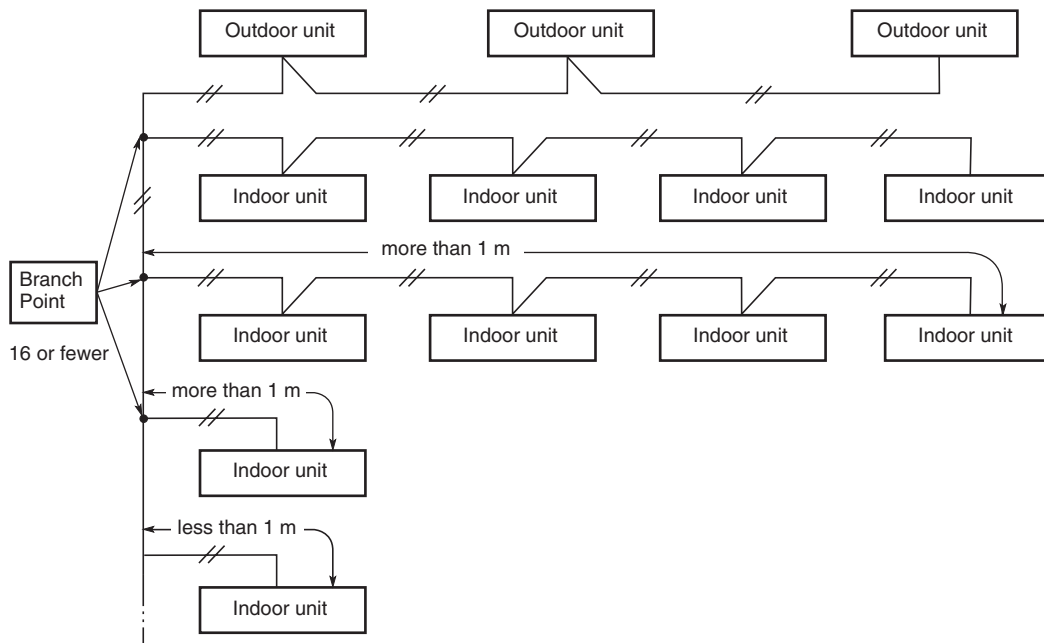 Outdoor unit Outdoor unit Outdoor unit
Indoor unit Indoor unit Indoor unit Indoor unit
more than 1 m
Branch
Point
16 or fewer
Indoor unit Indoor unit Indoor unit Indoor unit
more than 1 m
Indoor unit
less than 1 m
Indoor unit